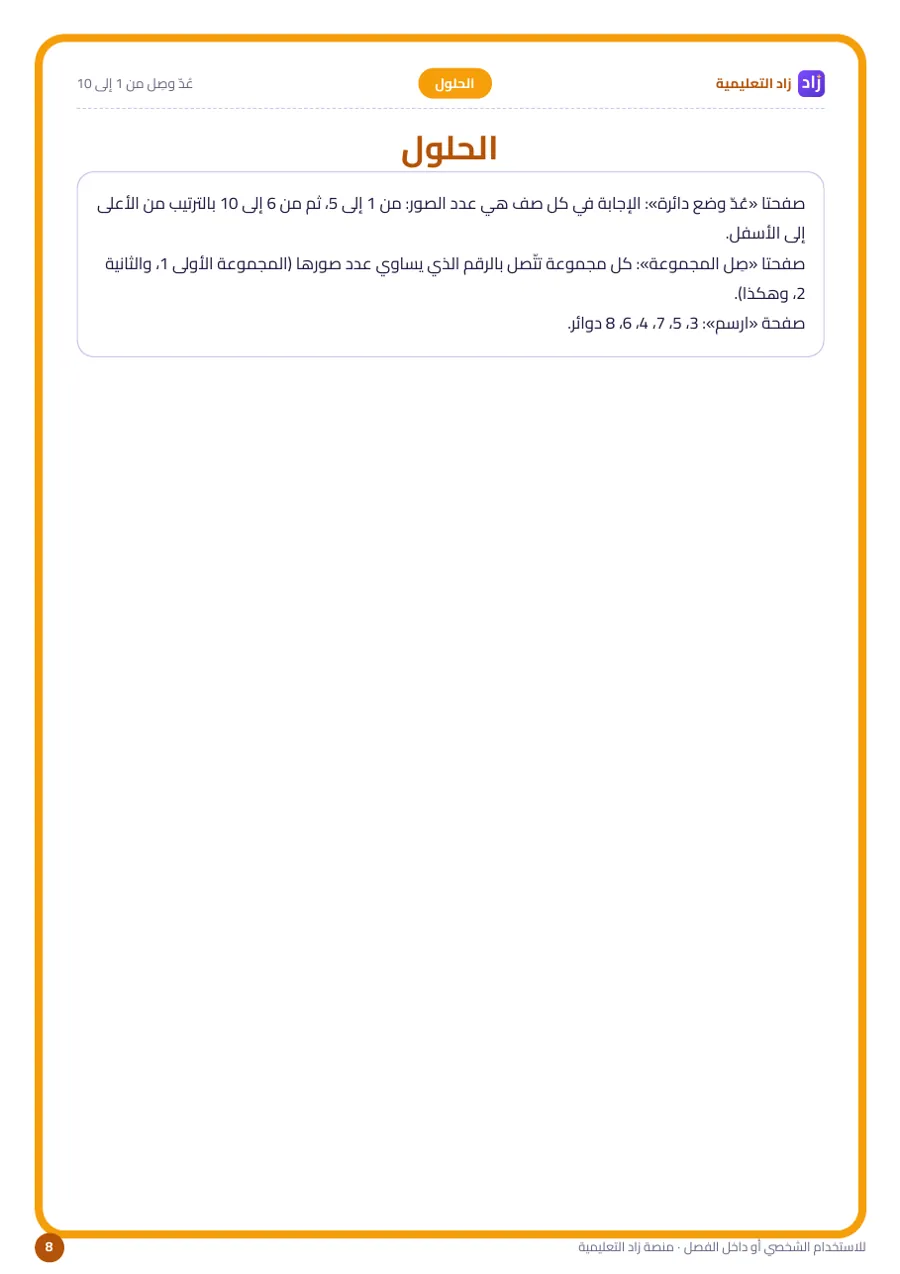 زاد
زاد التعليمية
الحلول
عُدّ وصِل من 1 إلى 10
الحلول
صفحتا «عُدّ وضع دائرة»: الإجابة في كل صف هي عدد الصور: من 1 إلى 5، ثم من 6 إلى 10 بالترتيب من الأعلى
إلى الأسفل.
صفحتا «صِل المجموعة»: كل مجموعة تتّصل بالرقم الذي يساوي عدد صورها (المجموعة الأولى 1، والثانية
2، وهكذا).
صفحة «ارسم»: 3، 5، 7، 4، 6، 8 دوائر.
للاستخدام الشخصي أو داخل الفصل · منصة زاد التعليمية
8